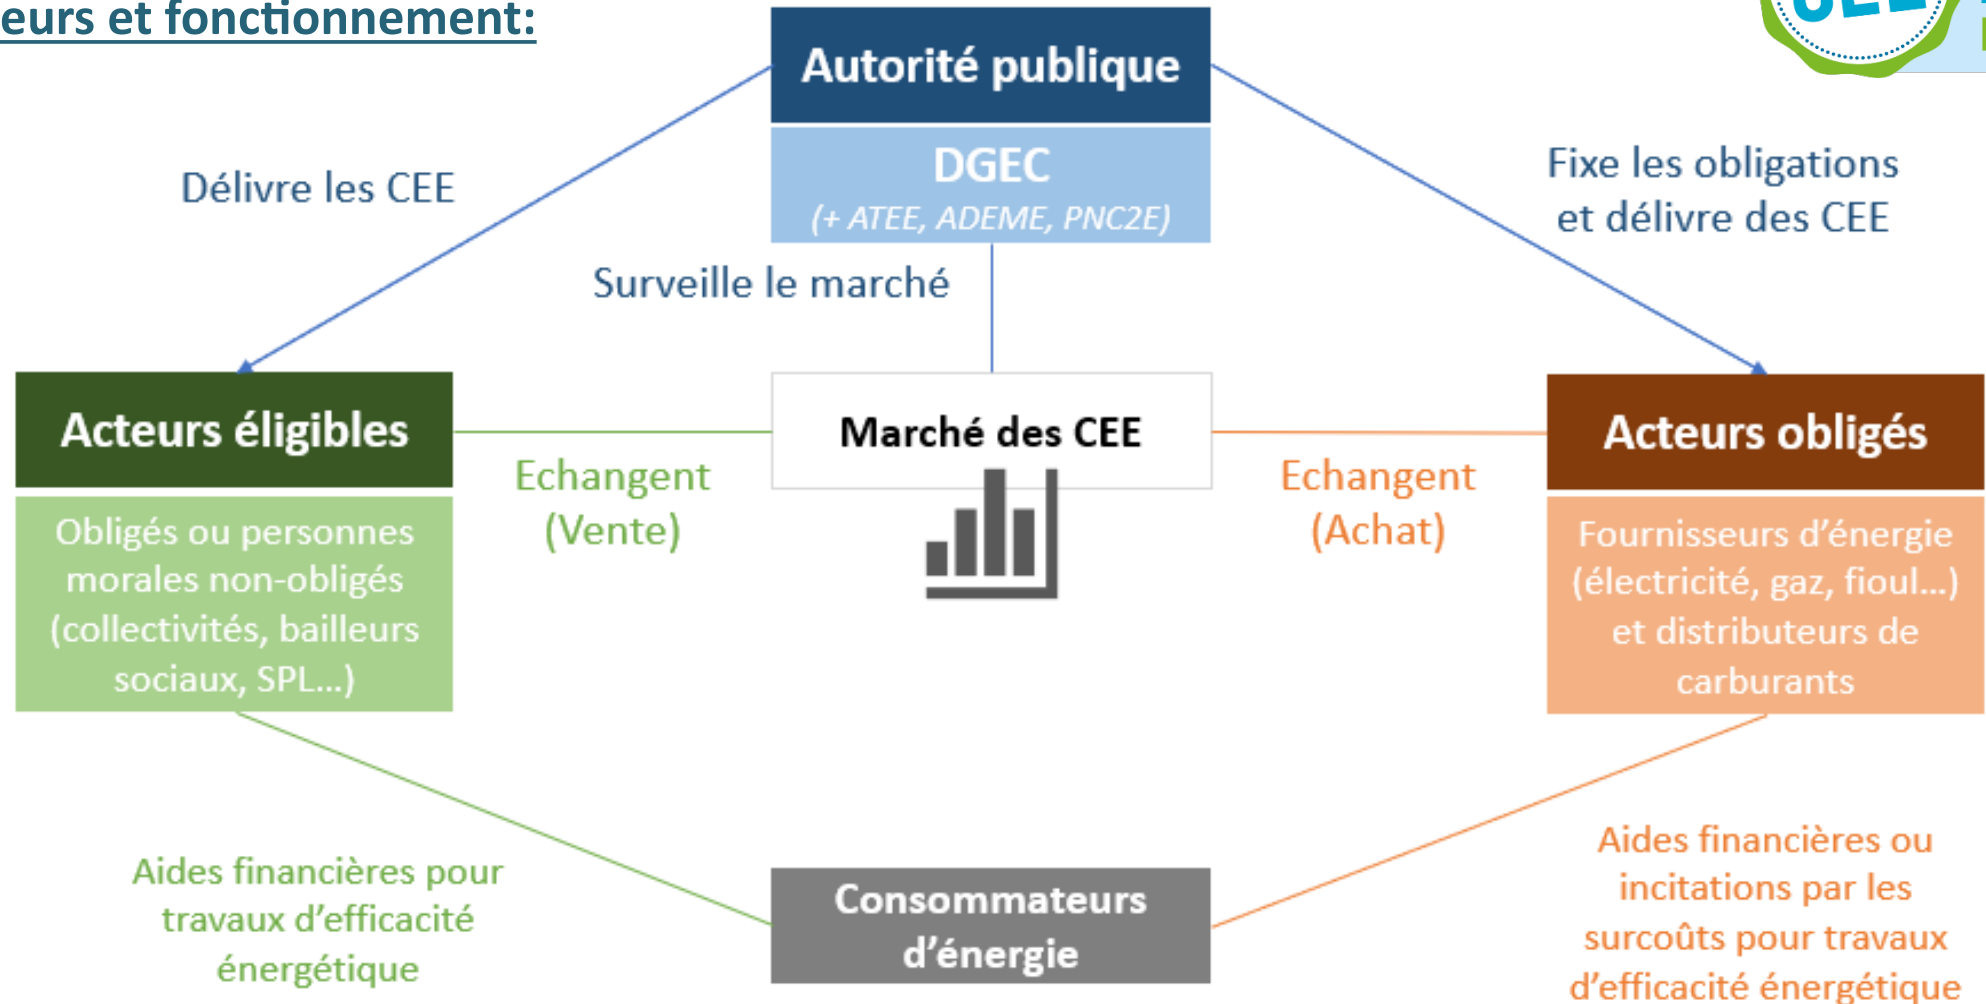 eurs et fonctionnement:
Autorité publique
DGEC
(+ ATEE, ADEME, PNC2E)
Délivre les CEE
Fixe les obligations
et délivre des CEE
Surveille le marché
Acteurs éligibles
Obligés ou personnes
morales non-obligés
(collectivités, bailleurs
sociaux, SPL...)
Echangent
(Vente)
Marché des CEE
Echangent
(Achat)
Acteurs obligés
Fournisseurs d'énergie
(électricité, gaz, fioul...)
et distributeurs de
carburants
Aides financières pour
travaux d'efficacité
énergétique
Consommateurs
d'énergie
Aides financières ou
incitations par les
surcoûts pour travaux
d'efficacité énergétique